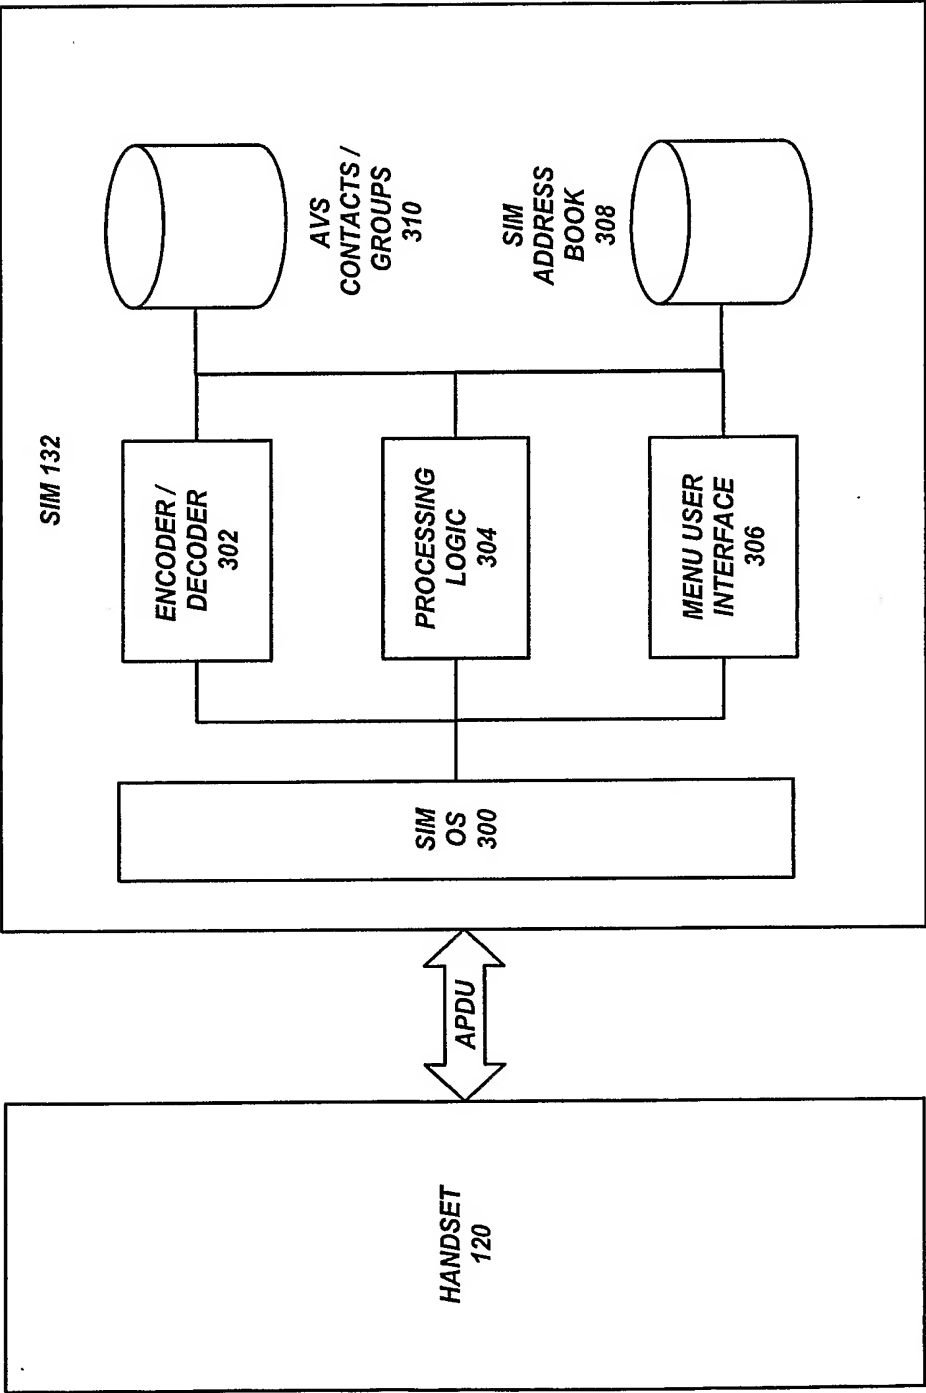 SIM 132
AVS
CONTACTS /
GROUPS
310
SIM
ADDRESS
BOOK
308
ENCODER /
DECODER
302
PROCESSING
LOGIC
304
MENU USER
INTERFACE
306
SIM
OS
300
APDU
HANDSET
120